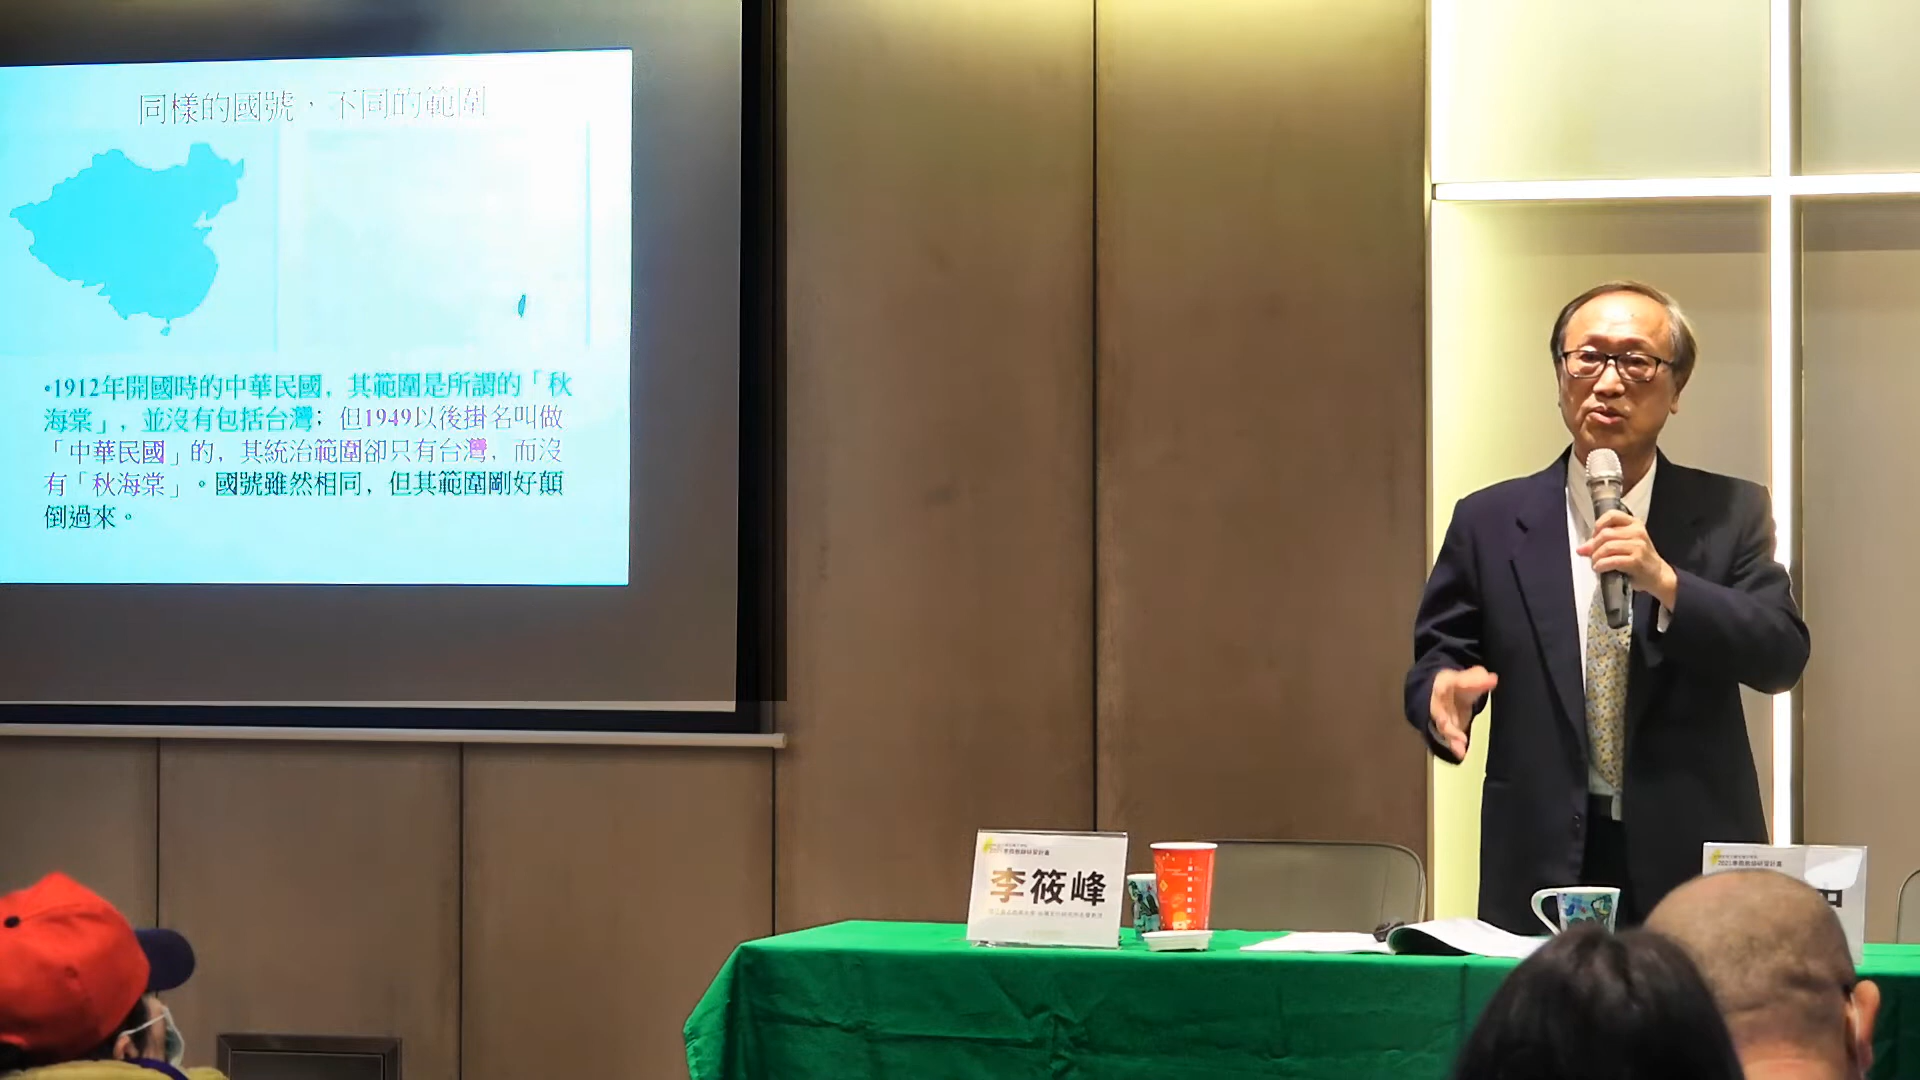 同樣的國號，不同的範圍
•1912年開國時的中華民國，其範圍是所謂的「秋
海棠」，並沒有包括台灣；但1949以後掛名叫做
「中華民國」的，其統治範圍卻只有台灣，而沒
有「秋海棠」。國號雖然相同，但其範圍剛好顛
倒過來。
李筱峰